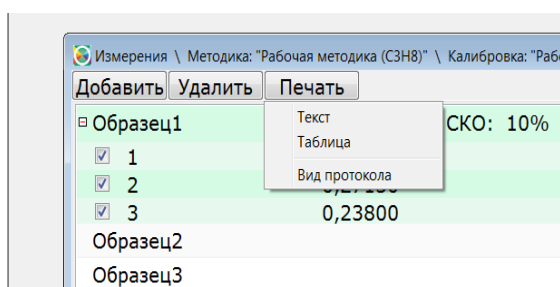 Измерения \ Методика: "Рабочая методика (C3H8)" \ Калибровка: "Рабо
Добавить Удалить Печать
Образец1 СКО: 10%
Текст
Таблица
Вид протокола
1
2
3 0,23800
Образец2
Образец3